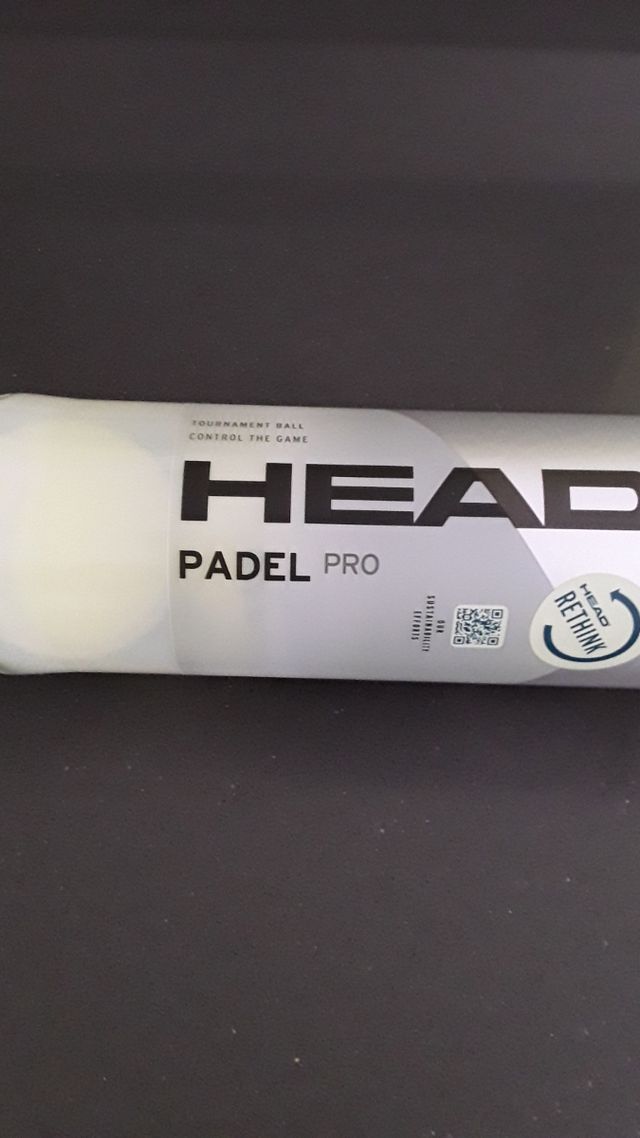 TOURNAMENT BALL
CONTROL THE GAME
HEAD
PADEL PRO
OUR
SUSTAINABILITY
EFFORTS
HEAD
RETHINK